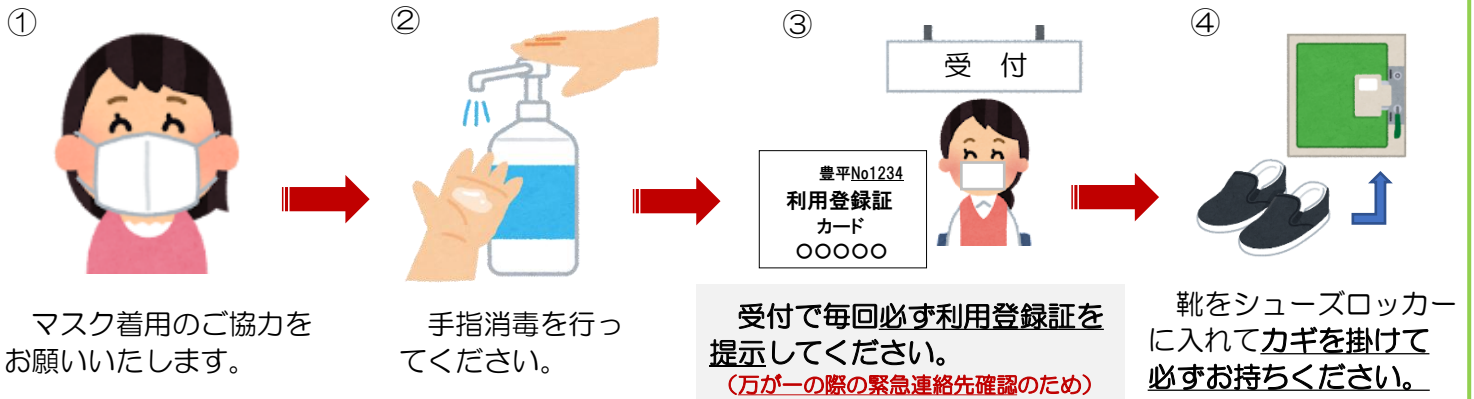 ①
マスク着用のご協力を
お願いいたします。
②
手指消毒を行っ
てください。
③
受 付
豊平No1234
利用登録証
カード
○○○○○
受付で毎回必ず利用登録証を
提示してください。
（万が一の際の緊急連絡先確認のため）
④
靴をシューズロッカー
に入れてカギを掛けて
必ずお持ちください。